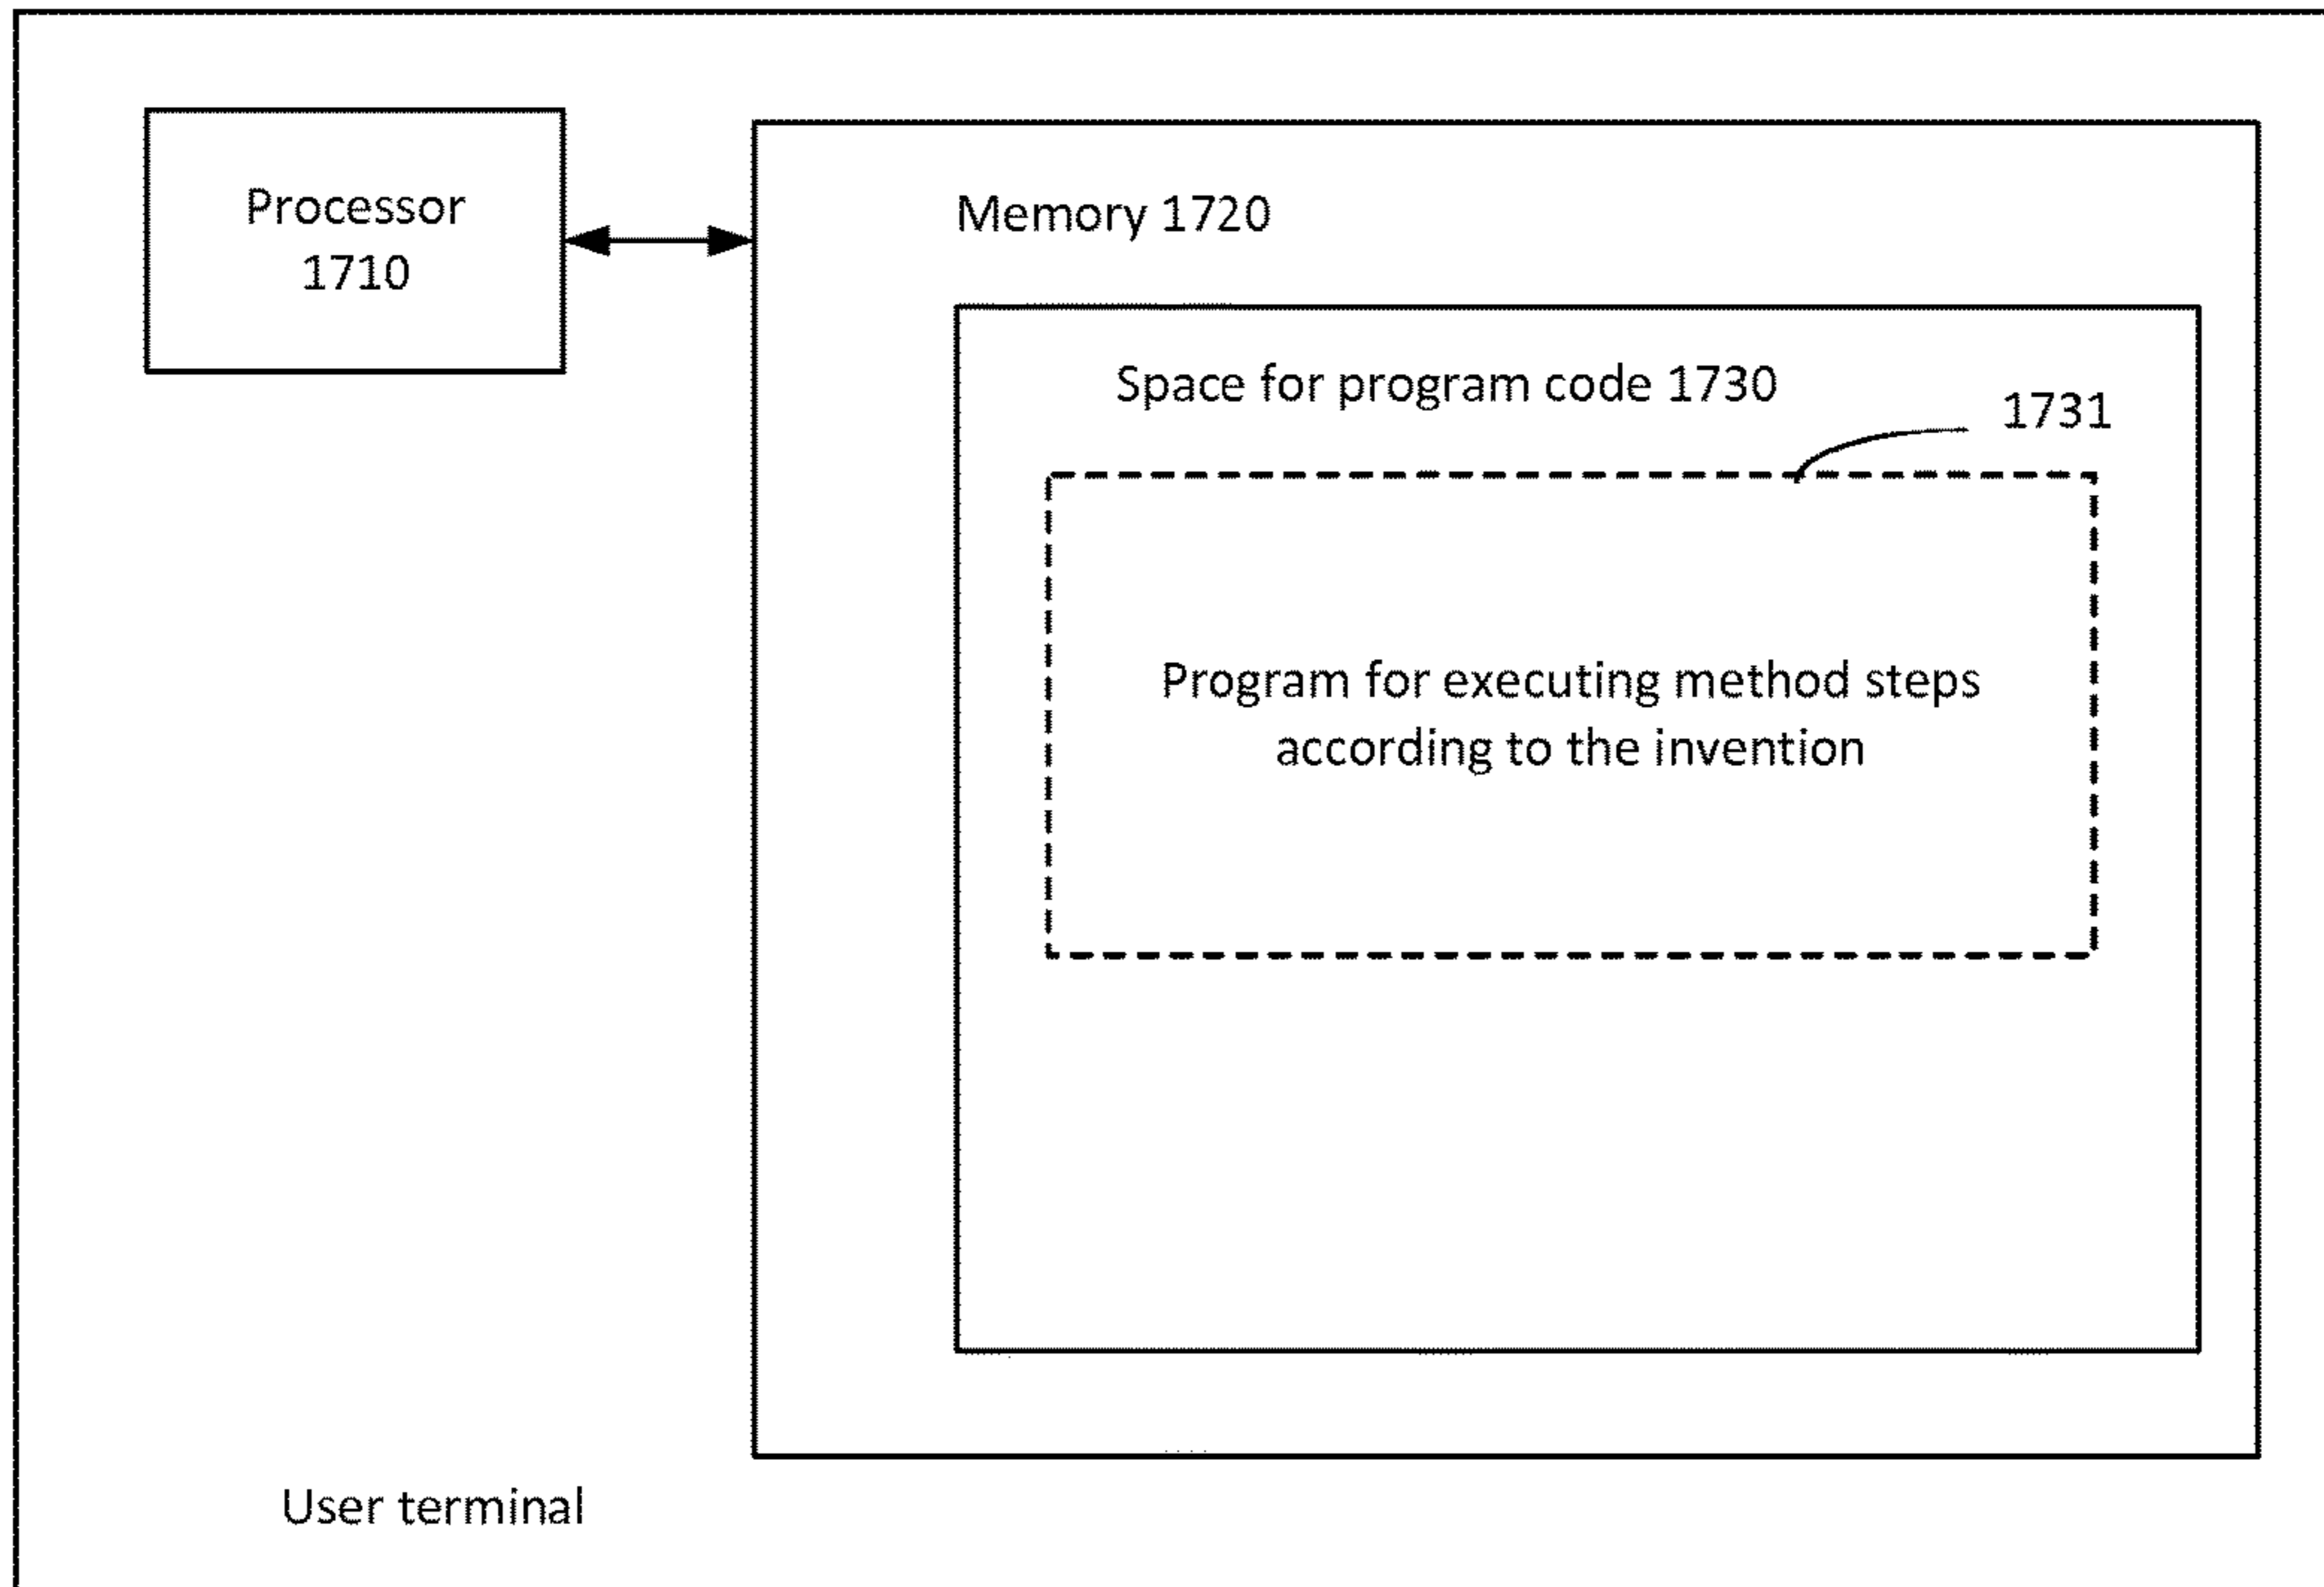 Processor
1710
Memory 1720
Space for program code 1730
1731
Program for executing method steps
according to the invention
User terminal